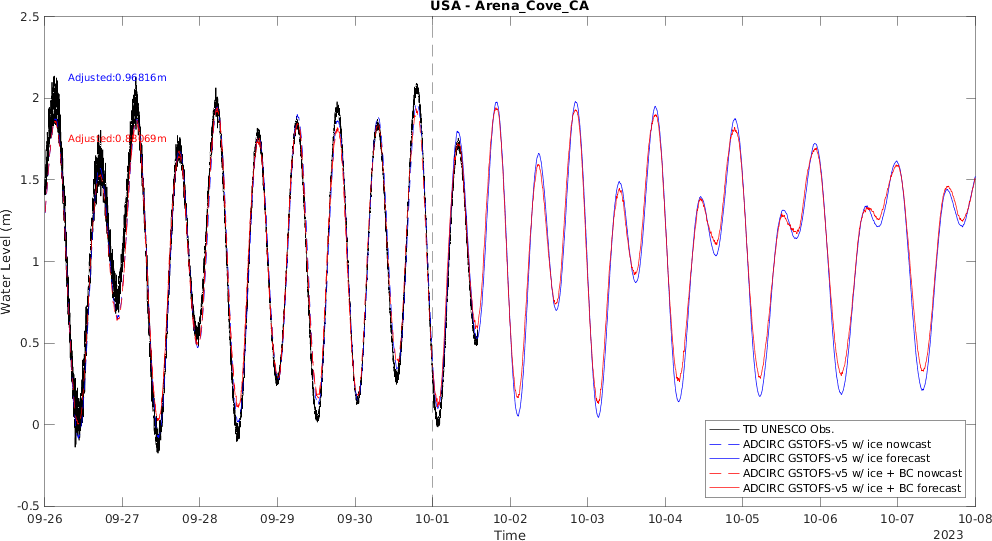 USA - Arena_Cove_CA
2.5
2
1.5
1
0.5
0
-0.5
Water Level (m)
Adjusted:0.96816m
Adjusted:0.88069m
TD UNESCO Obs.
ADCIRC GSTOFS-v5 w/ ice nowcast
ADCIRC GSTOFS-v5 w/ ice forecast
ADCIRC GSTOFS-v5 w/ ice + BC nowcast
ADCIRC GSTOFS-v5 w/ ice + BC forecast
09-26 09-27 09-28 09-29 09-30 10-01 10-02 10-03 10-04 10-05 10-06 10-07 10-08
Time
2023